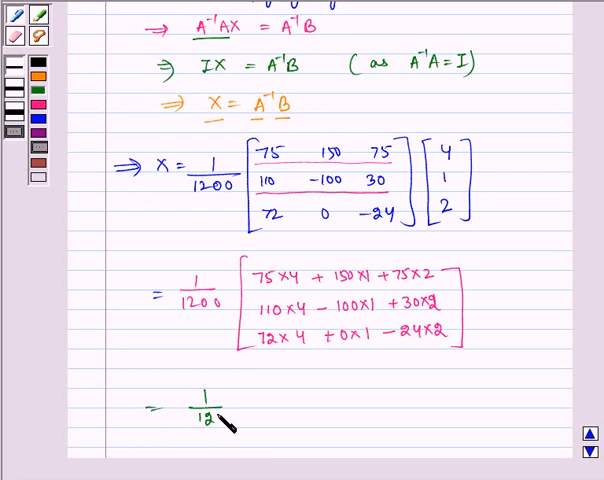 ⇒ A⁻¹AX = A⁻¹B
⇒ IX = A⁻¹B (as A⁻¹A = I)
⇒ X = A⁻¹B
⇒ X = 1/1200 [75 150 75] [4]
[110 -100 30] [1]
[72 0 -24] [2]
= 1/1200 [75×4 + 150×1 + 75×2]
[110×4 - 100×1 + 30×2]
[72×4 + 0×1 - 24×2]
= 1/12